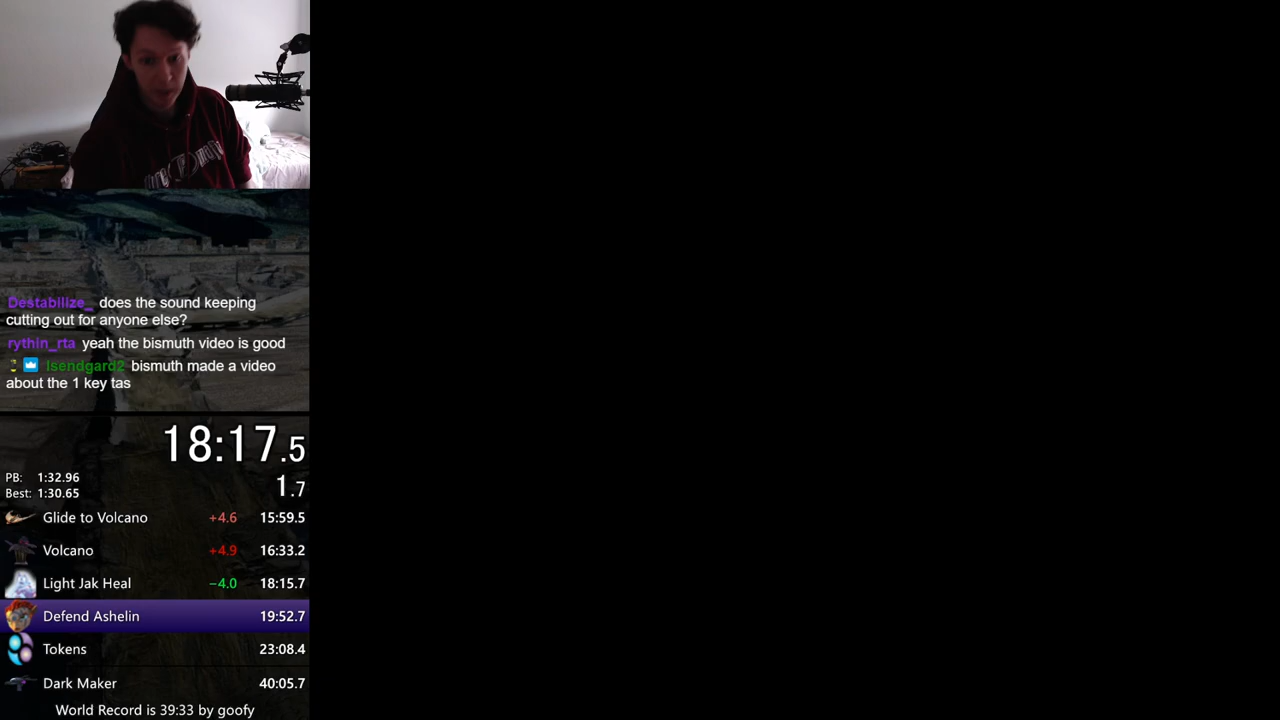 Destabilize_ does the sound keeping
cutting out for anyone else?
rythin_rta yeah the bismuth video is good
Isendgard2 bismuth made a video
about the 1 key tas
18:17.5
PB: 1:32.96
Best: 1:30.65
1.7
Glide to Volcano +4.6 15:59.5
Volcano +4.9 16:33.2
Light Jak Heal −4.0 18:15.7
Defend Ashelin 19:52.7
Tokens 23:08.4
Dark Maker 40:05.7
World Record is 39:33 by goofy